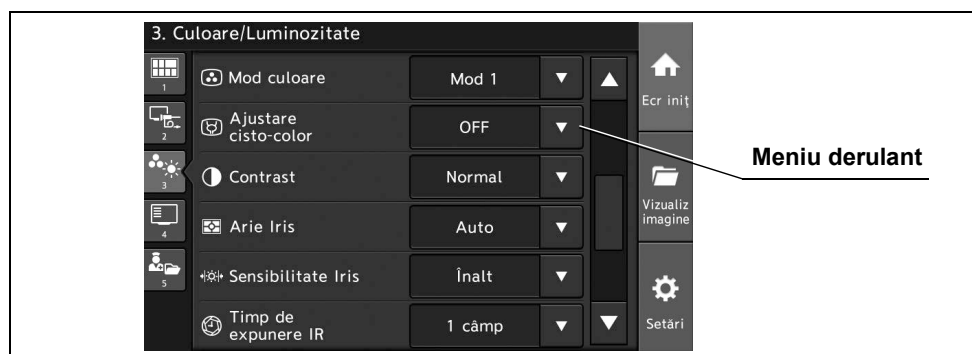 3. Culoare/Luminozitate
1
Mod culoare
Mod 1
▼
▲
Ecr iniț
2
Ajustare
cisto-color
OFF
▼
Meniu derulant
3
Contrast
Normal
▼
Vizualiz
imagine
4
Arie Iris
Auto
▼
5
Sensibilitate Iris
Înalt
▼
Timp de
expunere IR
1 câmp
▼
▼
Setări